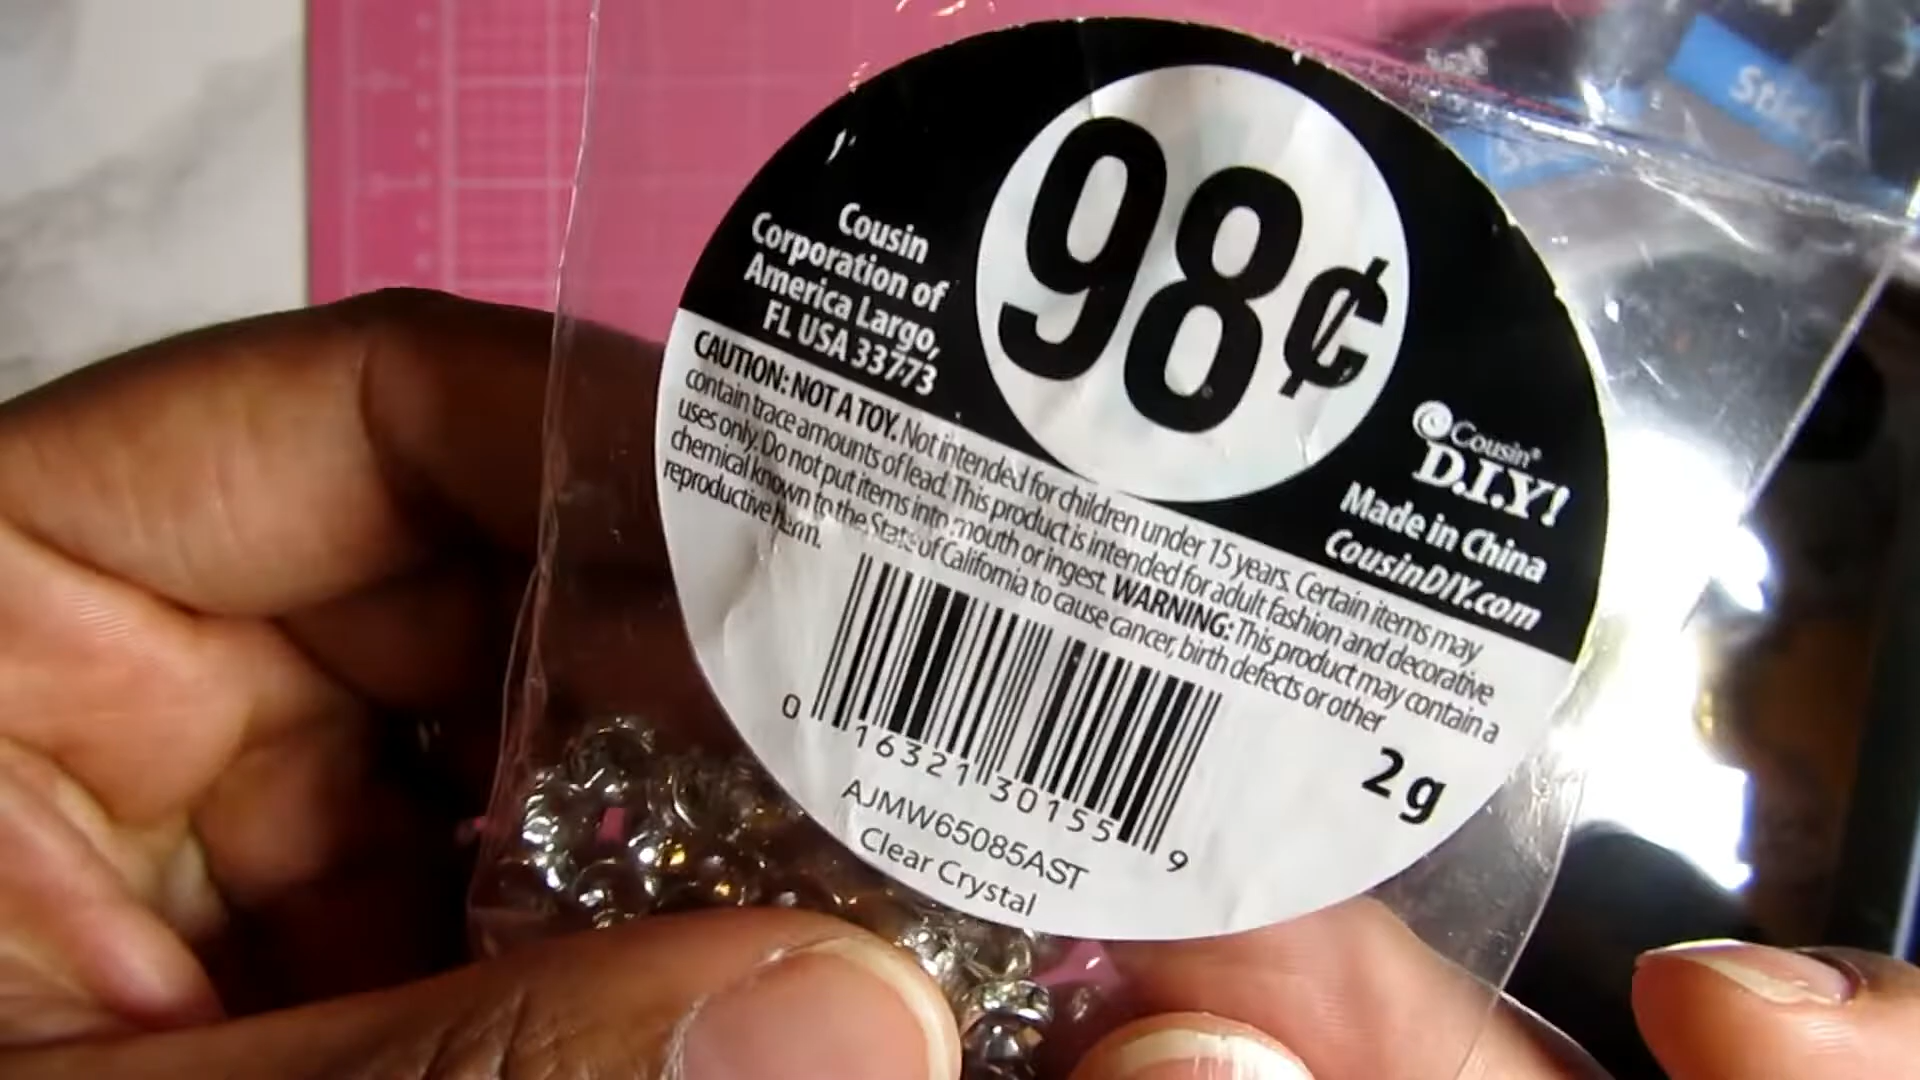 98¢
Cousin
Corporation of
America Largo,
FL USA 33773
Cousin®
D.I.Y!
Made in China
CousinDIY.com
CAUTION: NOT A TOY. Not intended for children under 15 years. Certain items may
contain trace amounts of lead. This product is intended for adult fashion and decorative
uses only. Do not put items into mouth or ingest. WARNING: This product may contain a
chemical known to the State of California to cause cancer, birth defects or other
reproductive harm.
0 16321 30155 9
2 g
AJMW65085AST
Clear Crystal